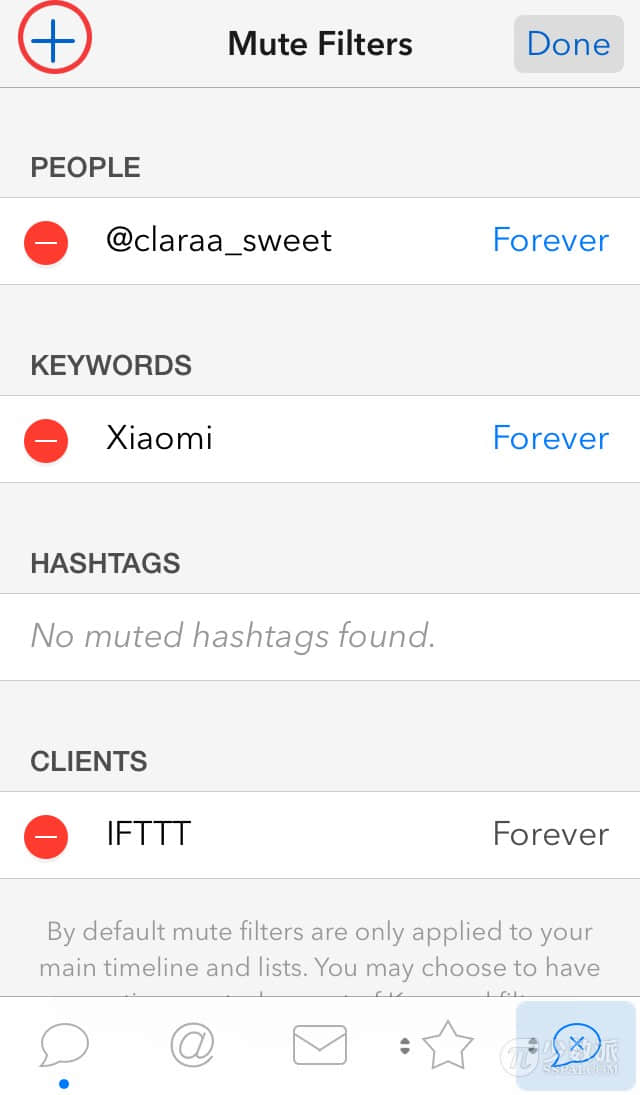 Mute Filters
Done
PEOPLE
@claraa_sweet
Forever
KEYWORDS
Xiaomi
Forever
HASHTAGS
No muted hashtags found.
CLIENTS
IFTTT
Forever
By default mute filters are only applied to your
main timeline and lists. You may choose to have
@
少数派
SSPAI.COM